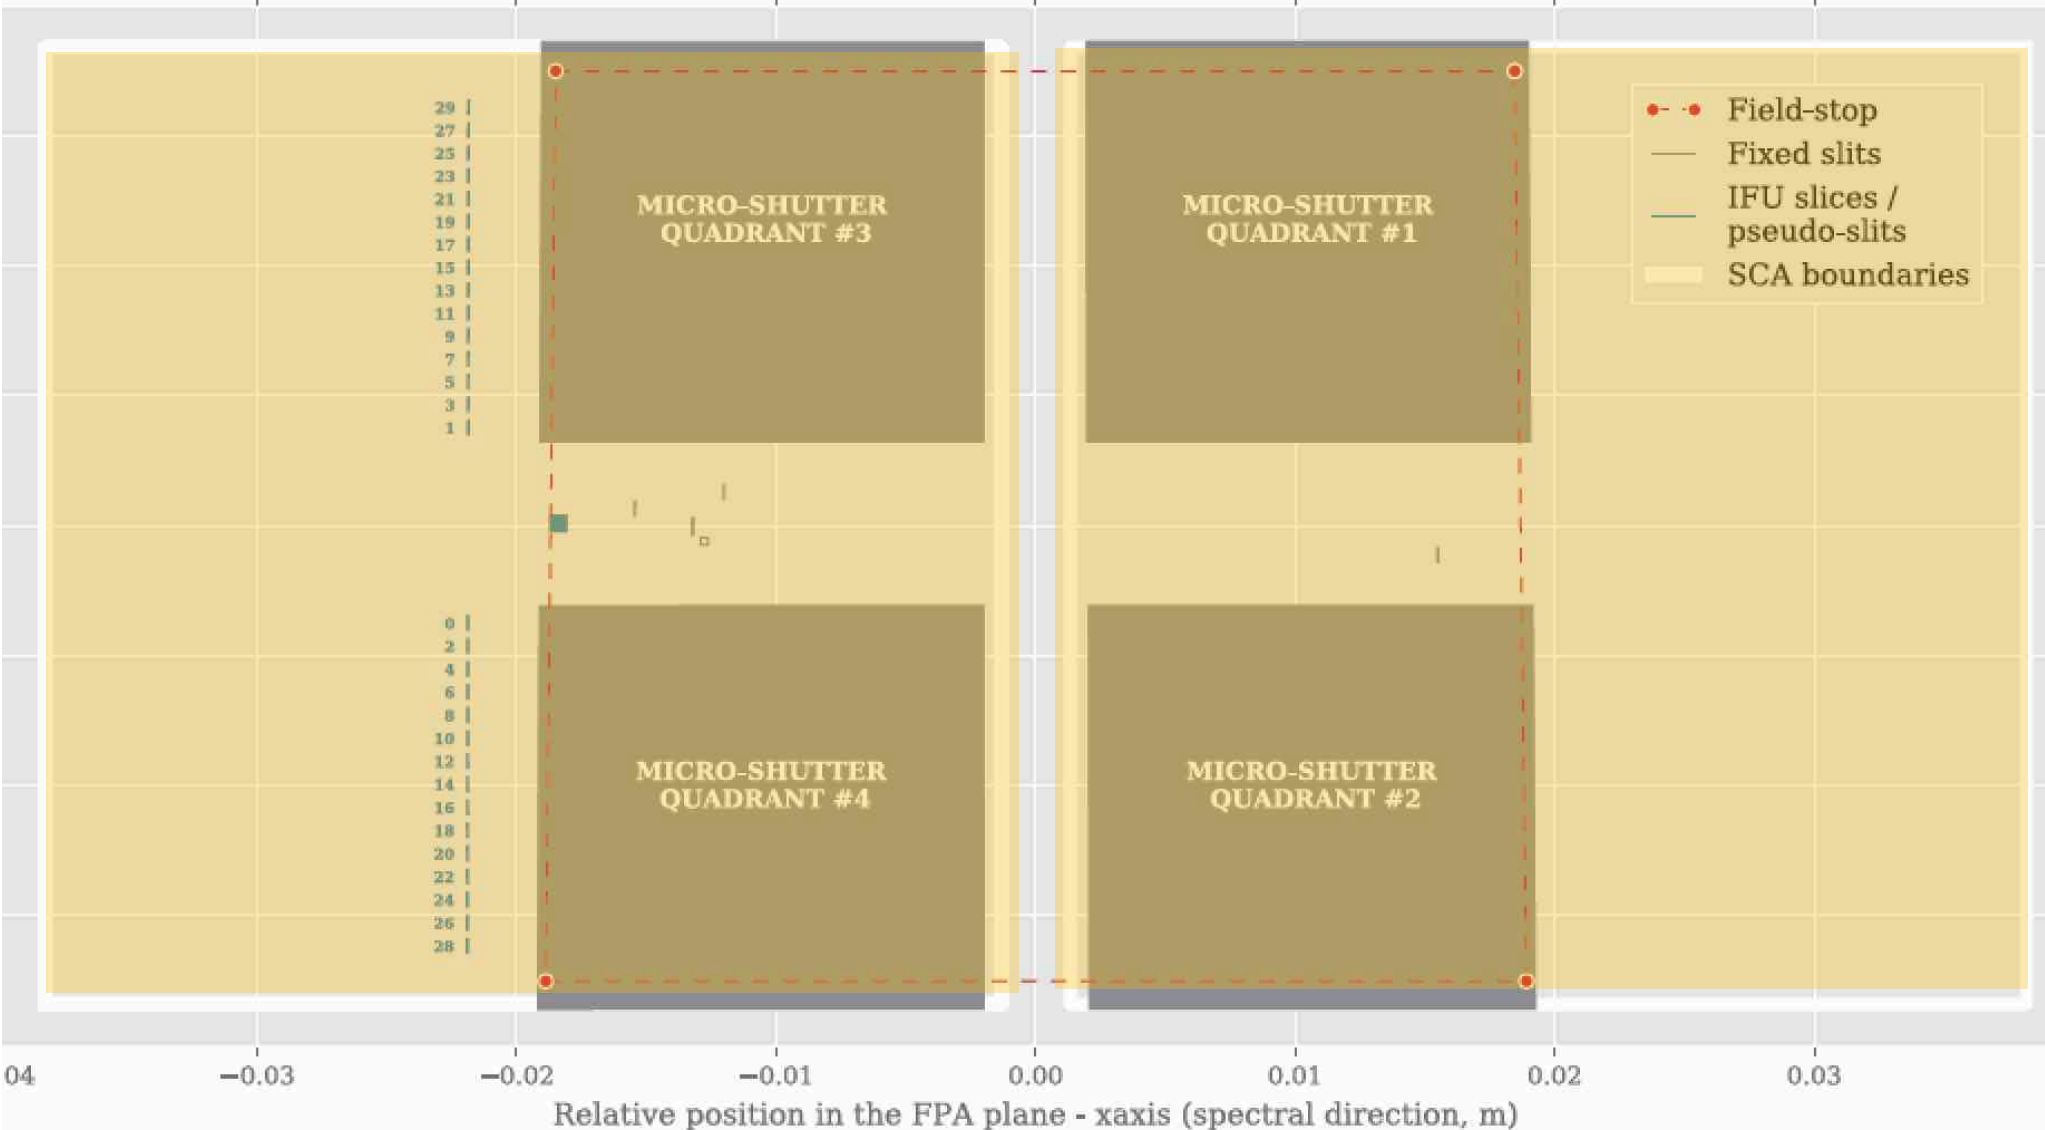 29
27
25
23
21
19
17
15
13
11
9
7
5
3
1
0
2
4
6
8
10
12
14
16
18
20
22
24
26
28
MICRO-SHUTTER
QUADRANT #3
MICRO-SHUTTER
QUADRANT #1
MICRO-SHUTTER
QUADRANT #4
MICRO-SHUTTER
QUADRANT #2
Field-stop
Fixed slits
IFU slices /
pseudo-slits
SCA boundaries
04 −0.03 −0.02 −0.01 0.00 0.01 0.02 0.03
Relative position in the FPA plane - xaxis (spectral direction, m)